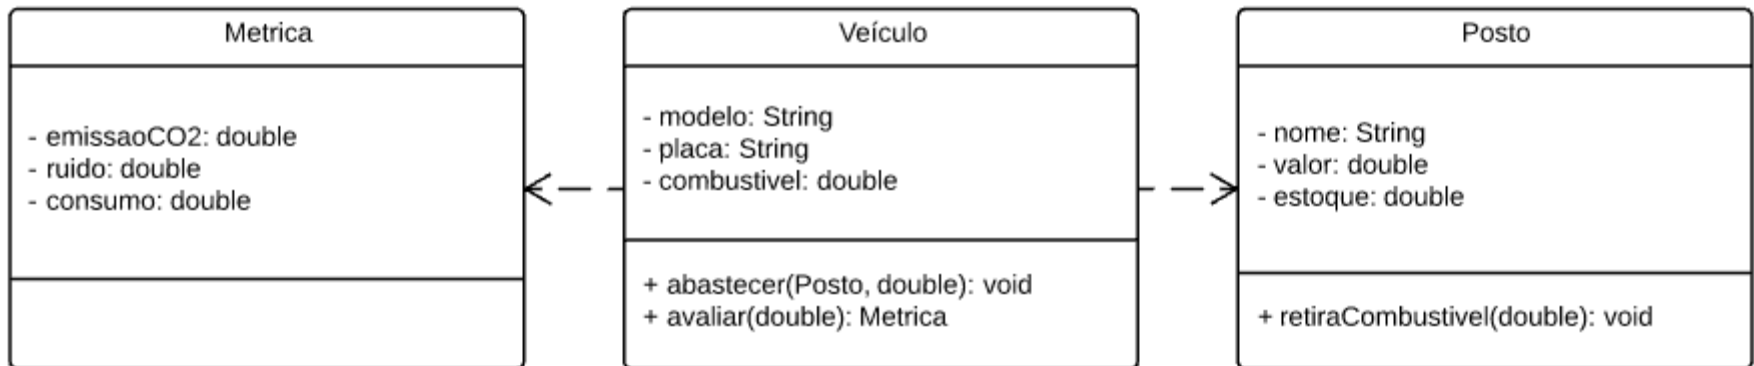 Metrica
- emissaoCO2: double
- ruido: double
- consumo: double
Veículo
- modelo: String
- placa: String
- combustivel: double
+ abastecer(Posto, double): void
+ avaliar(double): Metrica
Posto
- nome: String
- valor: double
- estoque: double
+ retiraCombustivel(double): void